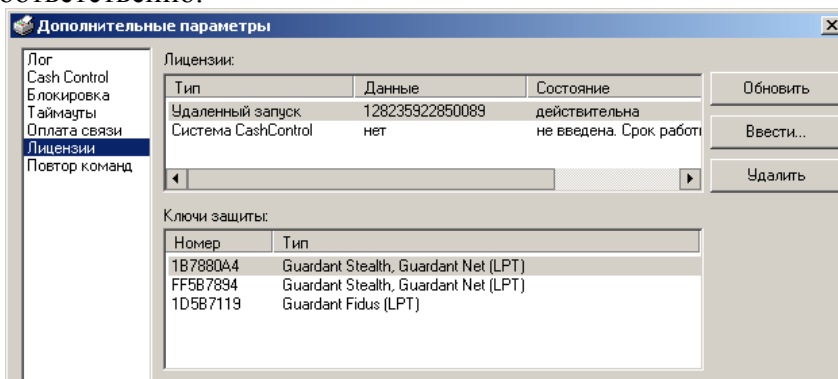 Дополнительные параметры
Лог
Cash Control
Блокировка
Таймауты
Оплата связи
Лицензии
Повтор команд
Лицензии:
Тип Данные Состояние
Удаленный запуск 128235922850089 действительна
Система CashControl нет не введена. Срок работы
Обновить
Ввести...
Удалить
Ключи защиты:
Номер Тип
1B7880A4 Guardant Stealth, Guardant Net (LPT)
FF5B7894 Guardant Stealth, Guardant Net (LPT)
1D5B7119 Guardant Fidus (LPT)